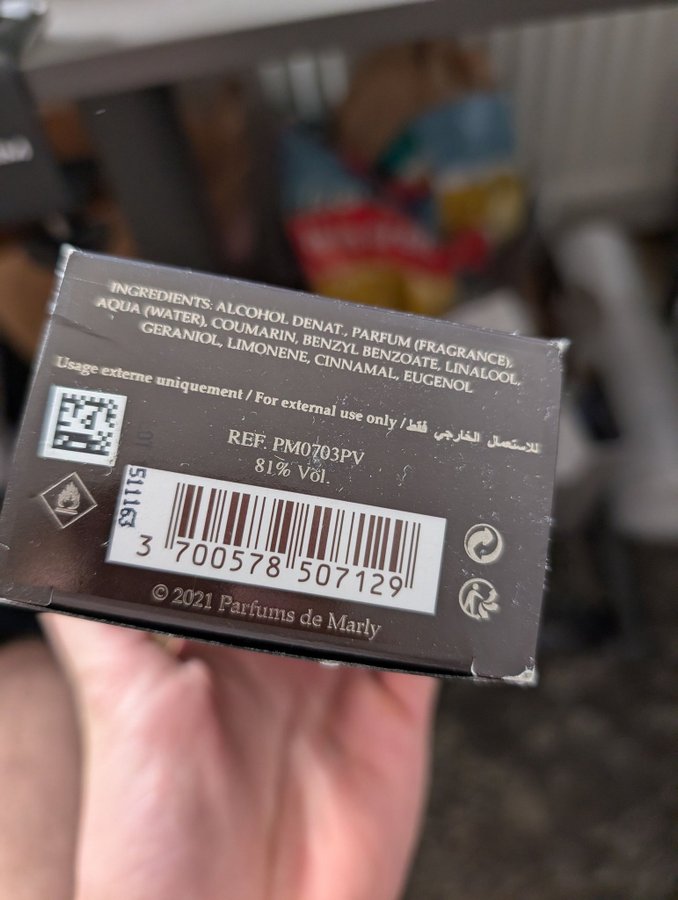 INGREDIENTS: ALCOHOL DENAT., PARFUM (FRAGRANCE),
AQUA (WATER), COUMARIN, BENZYL BENZOATE, LINALOOL,
GERANIOL, LIMONENE, CINNAMAL, EUGENOL
Usage externe uniquement / For external use only / للاستعمال الخارجي فقط
REF. PM0703PV
81% Vol.
511163
3 700578 507129
© 2021 Parfums de Marly